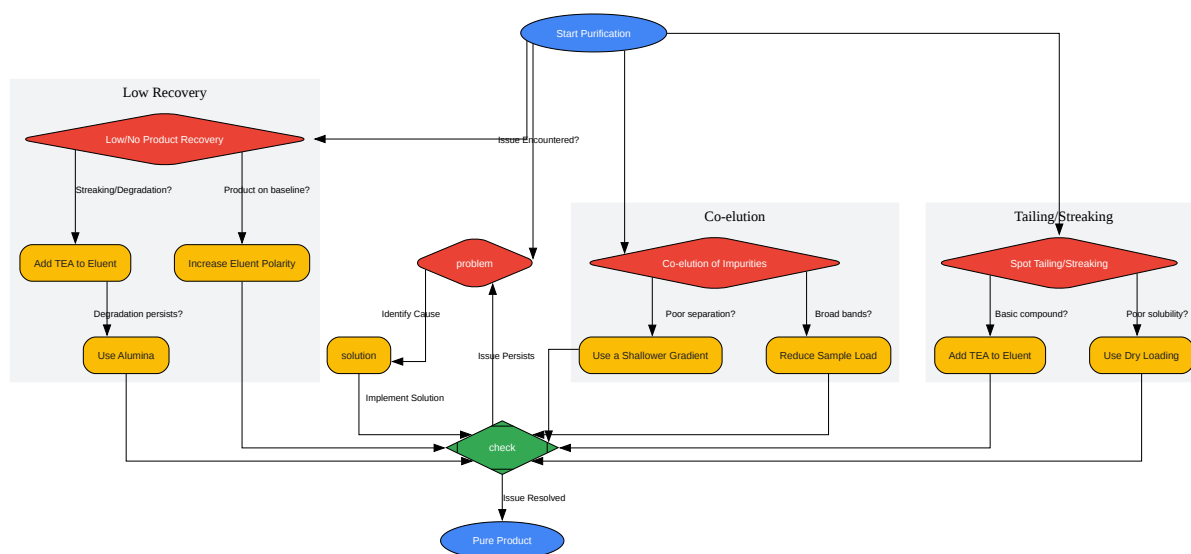 Start Purification
Low Recovery
Low/No Product Recovery
Issue Encountered?
Streaking/Degradation?
Product on baseline?
Co-elution
Tailing/Streaking
Add TEA to Eluent
Increase Eluent Polarity
problem
Co-elution of Impurities
Spot Tailing/Streaking
Degradation persists?
Identify Cause
Poor separation?
Broad bands?
Basic compound?
Poor solubility?
Use Alumina
solution
Issue Persists
Use a Shallower Gradient
Reduce Sample Load
Add TEA to Eluent
Use Dry Loading
Implement Solution
check
Issue Resolved
Pure Product